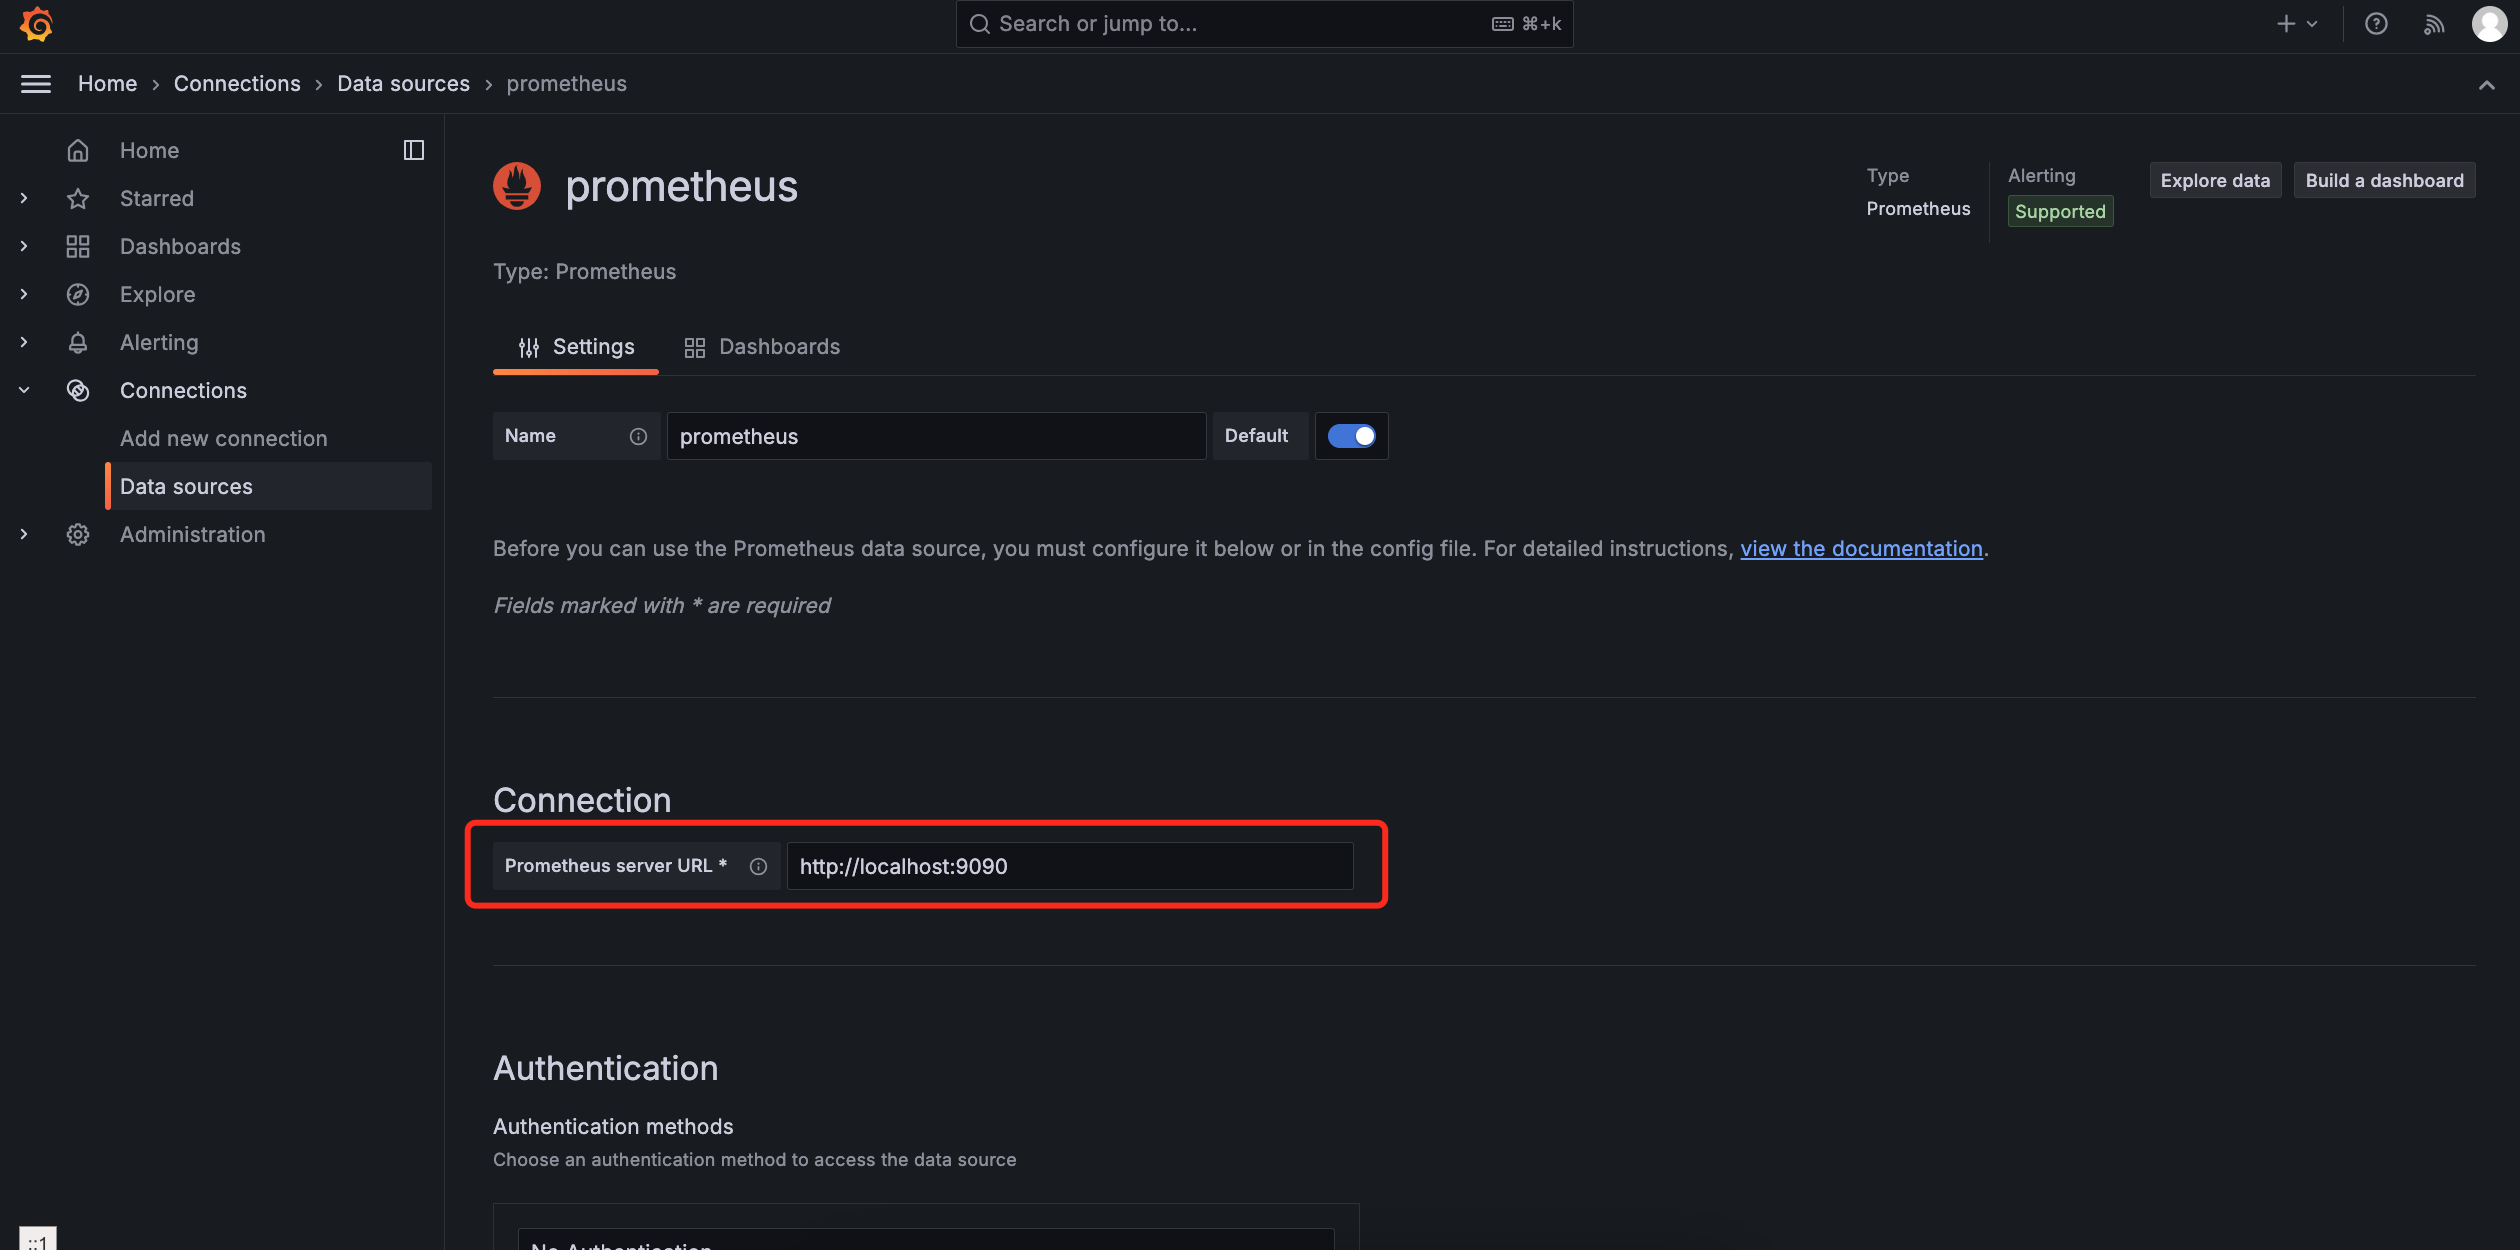 Search or jump to...
⌘+k
Home › Connections › Data sources › prometheus
Home
Starred
Dashboards
Explore
Alerting
Connections
Add new connection
Data sources
Administration
prometheus
Type
Prometheus
Alerting
Supported
Explore data
Build a dashboard
Type: Prometheus
Settings
Dashboards
Name
prometheus
Default
Before you can use the Prometheus data source, you must configure it below or in the config file. For detailed instructions, view the documentation.
Fields marked with * are required
Connection
Prometheus server URL *
http://localhost:9090
Authentication
Authentication methods
Choose an authentication method to access the data source
No Authentication
::1